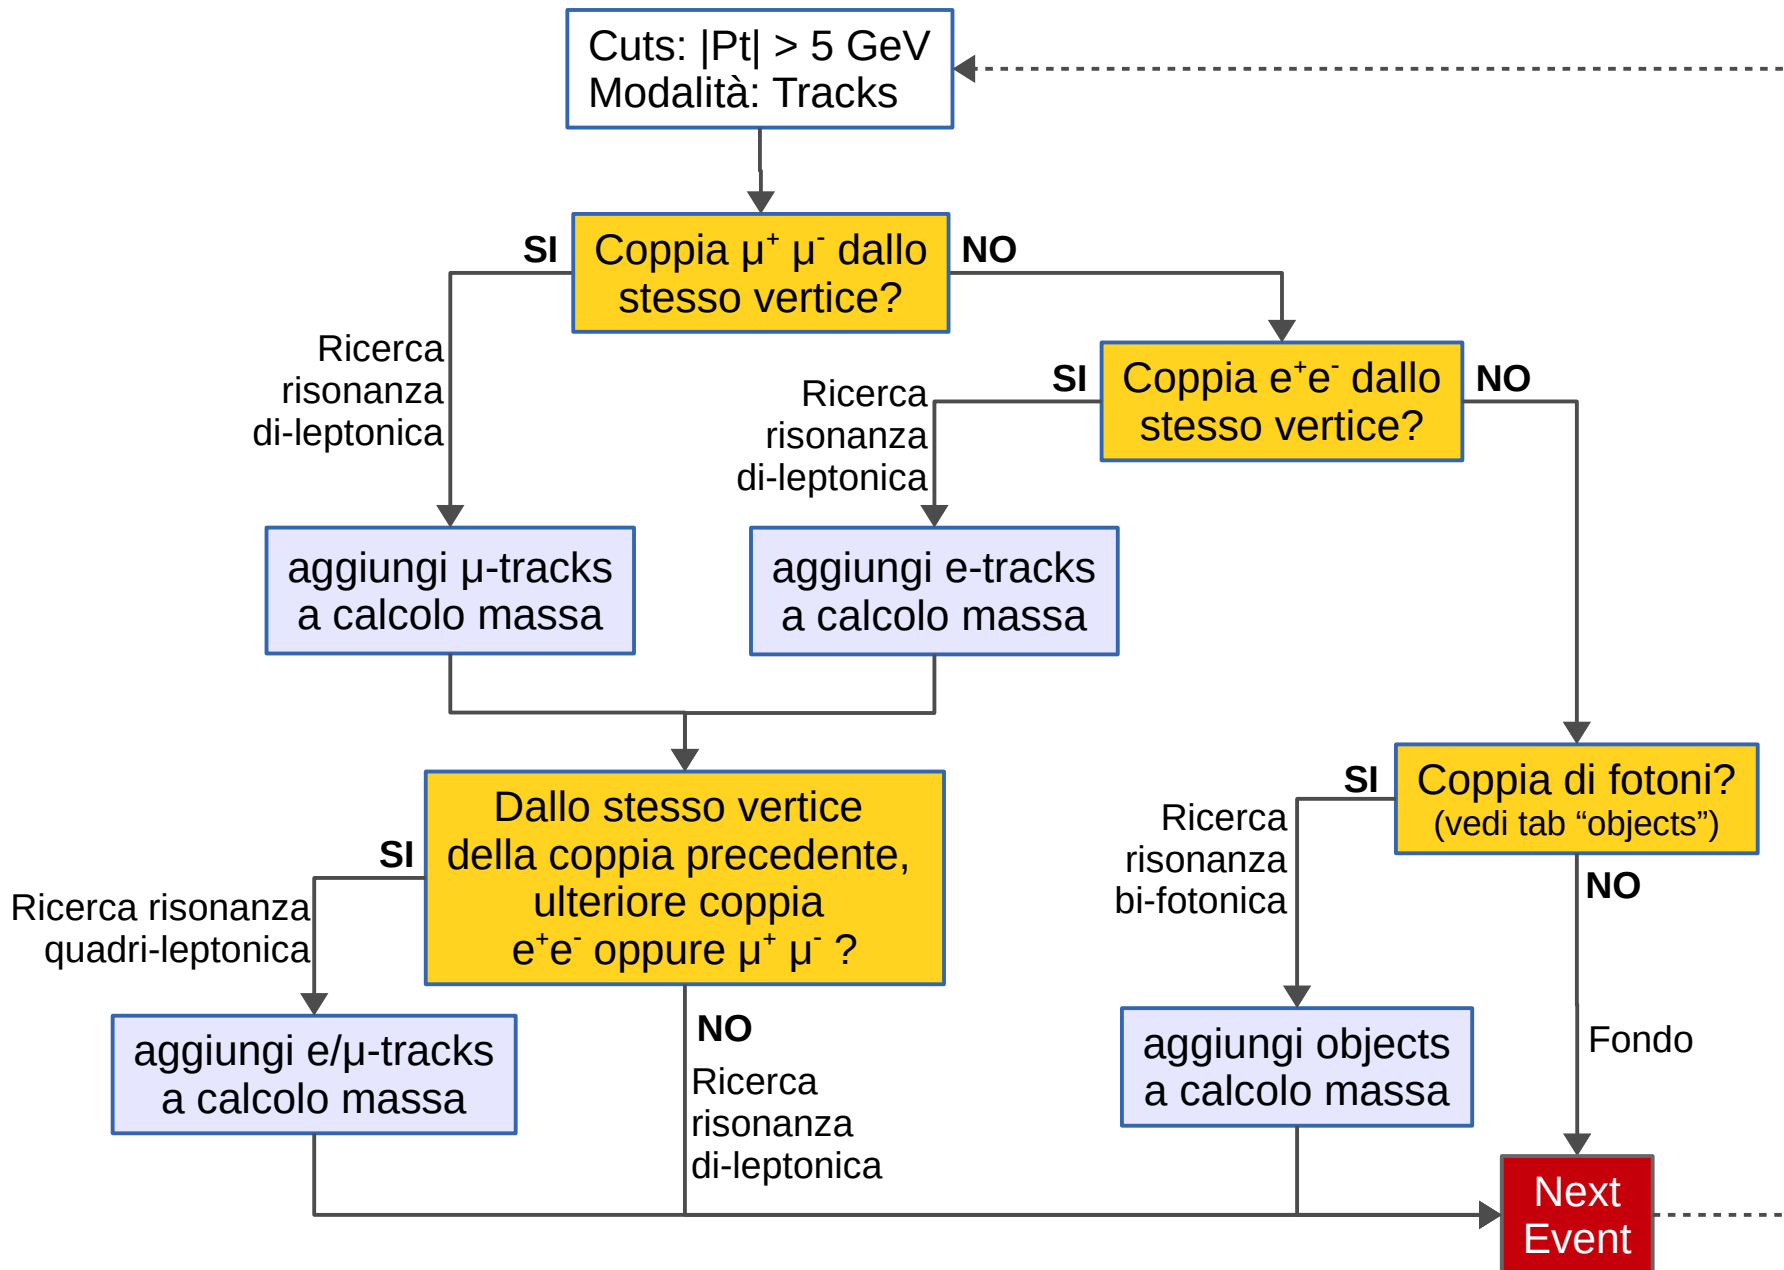 Cuts: |Pt| > 5 GeV
Modalità: Tracks
SI
Coppia μ⁺ μ⁻ dallo
stesso vertice?
NO
Ricerca
risonanza
di-leptonica
SI
Coppia e⁺e⁻ dallo
stesso vertice?
NO
Ricerca
risonanza
di-leptonica
aggiungi μ-tracks
a calcolo massa
aggiungi e-tracks
a calcolo massa
SI
Dallo stesso vertice
della coppia precedente,
ulteriore coppia
e⁺e⁻ oppure μ⁺ μ⁻ ?
SI
Coppia di fotoni?
(vedi tab “objects”)
Ricerca
risonanza
bi-fotonica
NO
Ricerca risonanza
quadri-leptonica
aggiungi e/μ-tracks
a calcolo massa
NO
Ricerca
risonanza
di-leptonica
aggiungi objects
a calcolo massa
Fondo
Next
Event